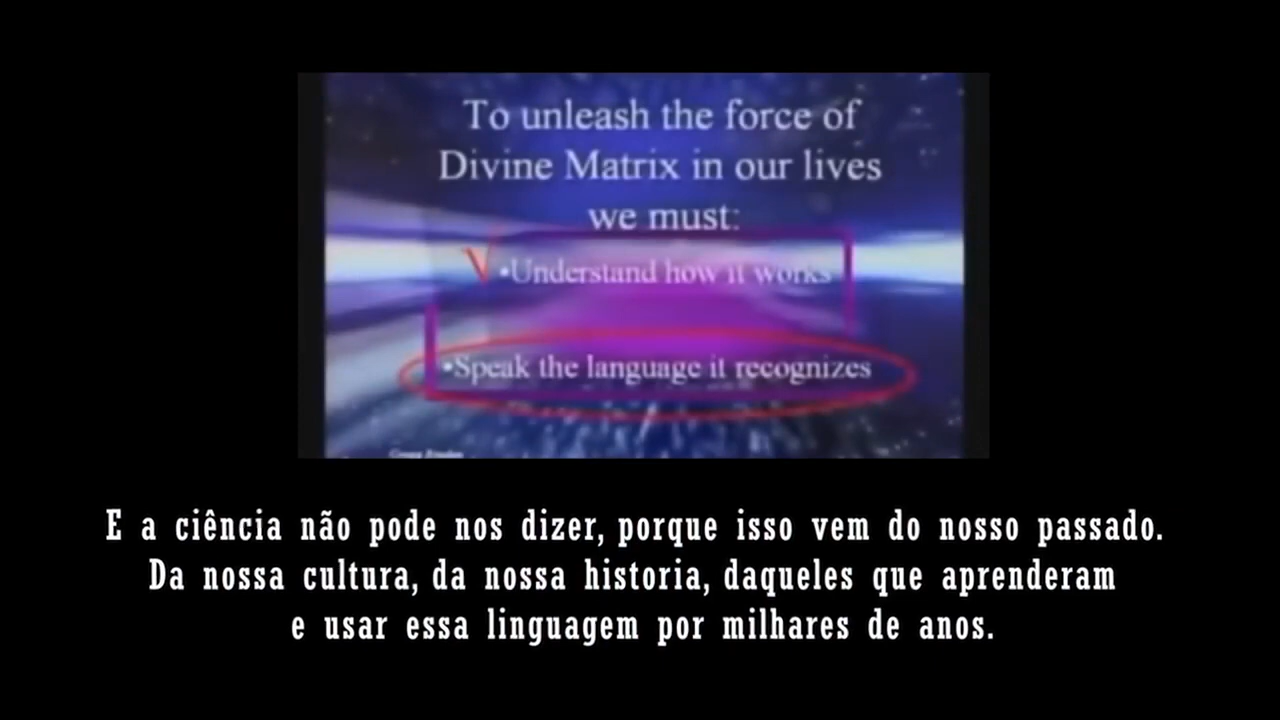 To unleash the force of
Divine Matrix in our lives
we must:
•Understand how it works
•Speak the language it recognizes
E a ciência não pode nos dizer, porque isso vem do nosso passado.
Da nossa cultura, da nossa historia, daqueles que aprenderam
e usar essa linguagem por milhares de anos.